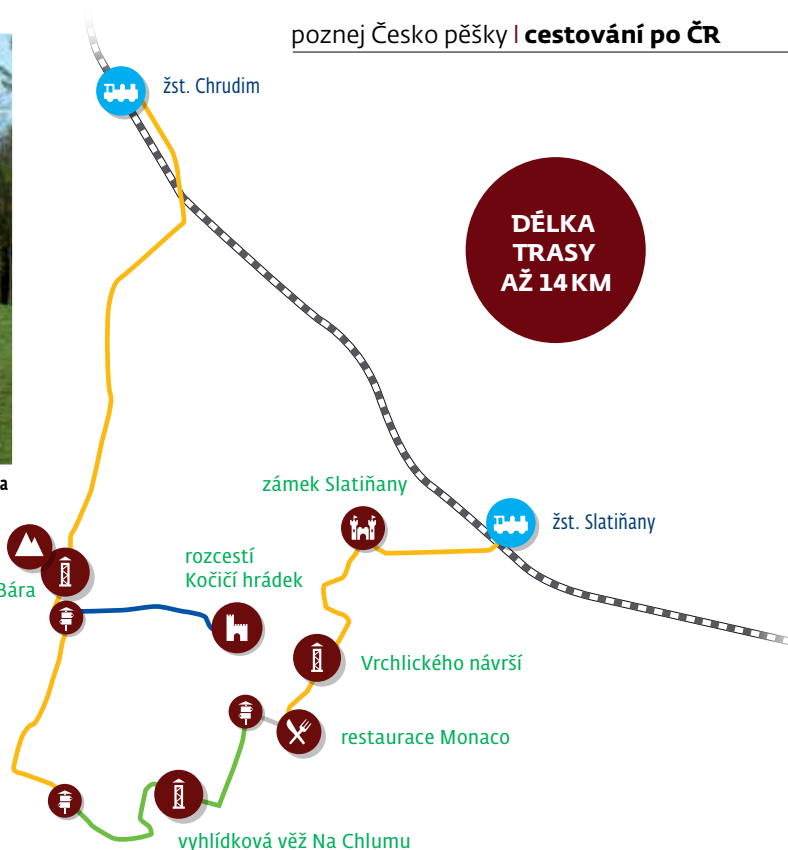 poznej Česko pěšky | cestování po ČR
žst. Chrudim
DÉLKA
TRASY
AŽ 14 KM
a
zámek Slatiňany
žst. Slatiňany
rozcestí
Kočičí hrádek
Bára
Vrchlického návrší
restaurace Monaco
vyhlídková věž Na Chlumu